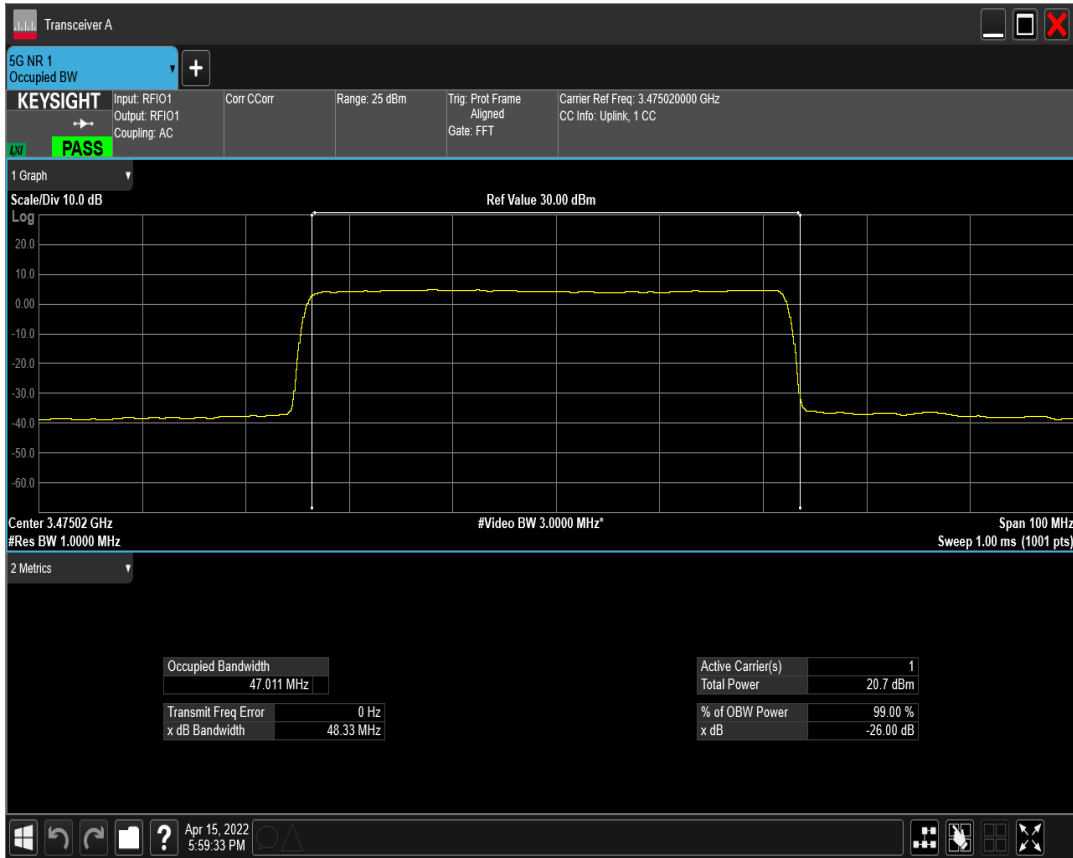 Transceiver A
5G NR 1
Occupied BW
KEYSIGHT
LXI
PASS
Input: RFIO1
Output: RFIO1
Coupling: AC
Corr CCorr
Range: 25 dBm
Trig: Prot Frame
Aligned
Gate: FFT
Carrier Ref Freq: 3.475020000 GHz
CC Info: Uplink, 1 CC
1 Graph
Scale/Div 10.0 dB
Ref Value 30.00 dBm
Log
20.0
10.0
0.00
-10.0
-20.0
-30.0
-40.0
-50.0
-60.0
Center 3.47502 GHz
#Video BW 3.0000 MHz*
Span 100 MHz
#Res BW 1.0000 MHz
Sweep 1.00 ms (1001 pts)
2 Metrics
Occupied Bandwidth
47.011 MHz
Transmit Freq Error 0 Hz
x dB Bandwidth 48.33 MHz
Active Carrier(s) 1
Total Power 20.7 dBm
% of OBW Power 99.00 %
x dB -26.00 dB
?
Apr 15, 2022
5:59:33 PM